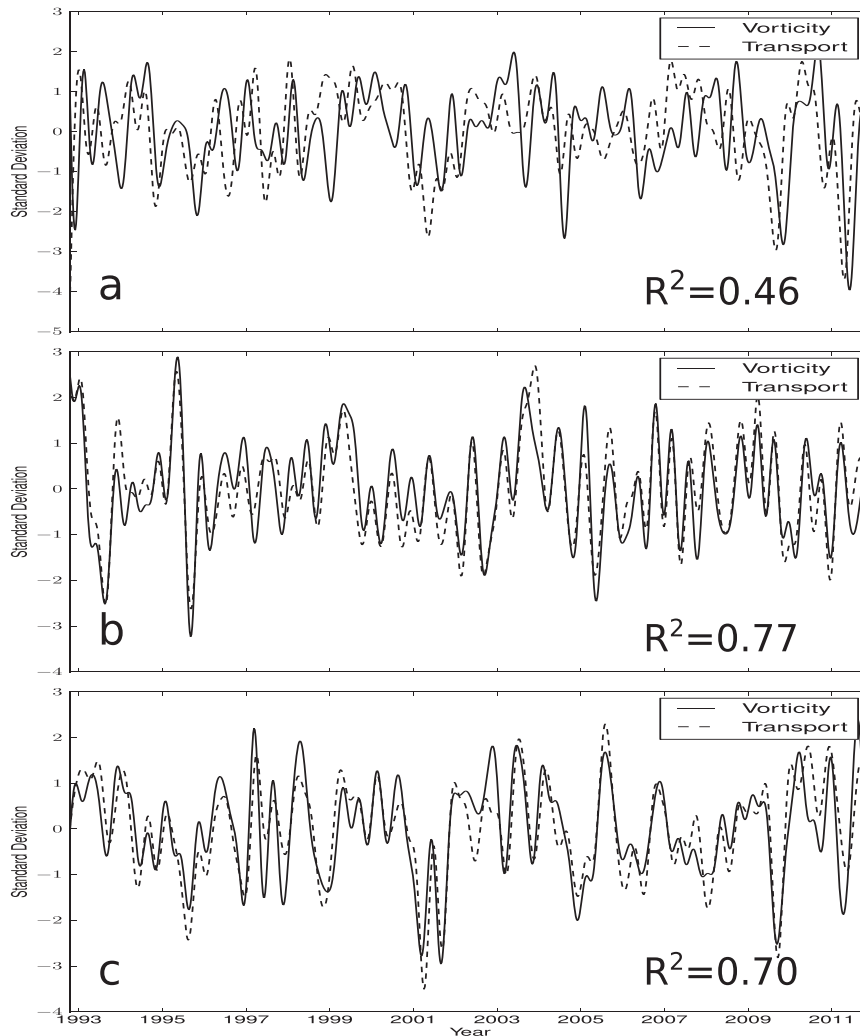 3
2
1
0
−1
−2
−3
−4
−5
Standard Deviation
Vorticity
Transport
a
R²=0.46
3
2
1
0
−1
−2
−3
−4
Standard Deviation
Vorticity
Transport
b
R²=0.77
3
2
1
0
−1
−2
−3
−4
Standard Deviation
Vorticity
Transport
c
R²=0.70
1993 1995 1997 1999 2001 2003 2005 2007 2009 2011
Year